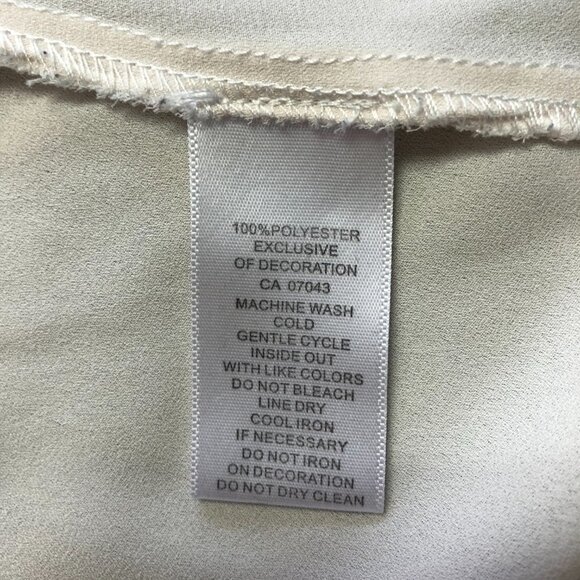 100%POLYESTER
EXCLUSIVE
OF DECORATION
CA 07043
MACHINE WASH
COLD
GENTLE CYCLE
INSIDE OUT
WITH LIKE COLORS
DO NOT BLEACH
LINE DRY
COOL IRON
IF NECESSARY
DO NOT IRON
ON DECORATION
DO NOT DRY CLEAN